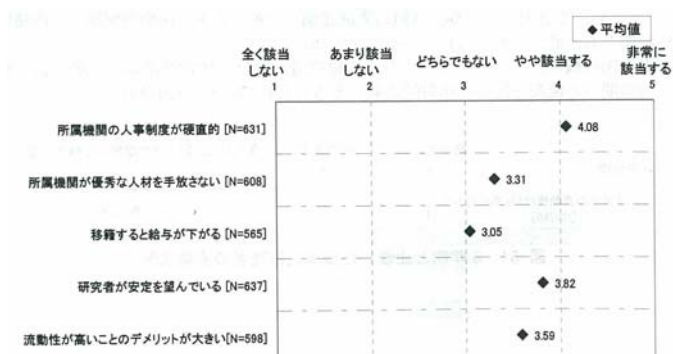 ◆平均値
全く該当 あまり該当 どちらでもない やや該当する 非常に
しない しない 該当する
1 2 3 4 5
所属機関の人事制度が硬直的 [N=631] 4.08
所属機関が優秀な人材を手放さない [N=608] 3.31
移籍すると給与が下がる [N=565] 3.05
研究者が安定を望んでいる [N=637] 3.82
流動性が高いことのデメリットが大きい[N=598] 3.59